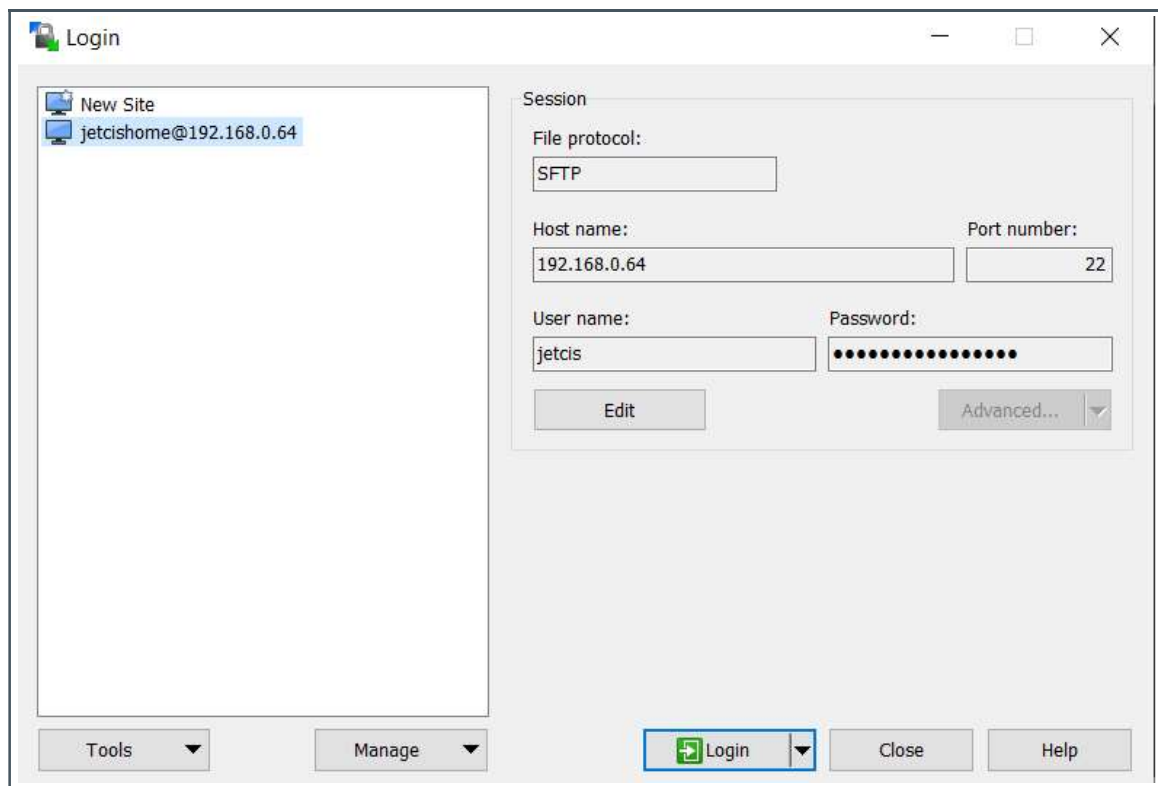 Login
New Site
jetcishome@192.168.0.64
Session
File protocol:
SFTP
Host name:
Port number:
192.168.0.64
22
User name:
Password:
jetcis
••••••••••••••••
Edit
Advanced...
Tools
Manage
Login
Close
Help